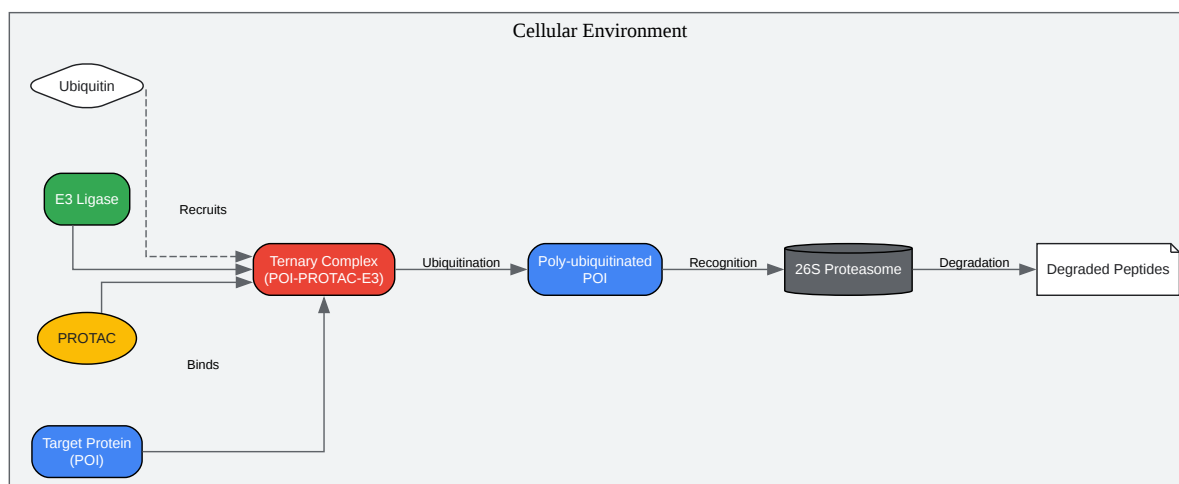 Cellular Environment
Ubiquitin
E3 Ligase
Recruits
Ternary Complex
(POI-PROTAC-E3)
Ubiquitination
Poly-ubiquitinated
POI
Recognition
26S Proteasome
Degradation
Degraded Peptides
PROTAC
Binds
Target Protein
(POI)